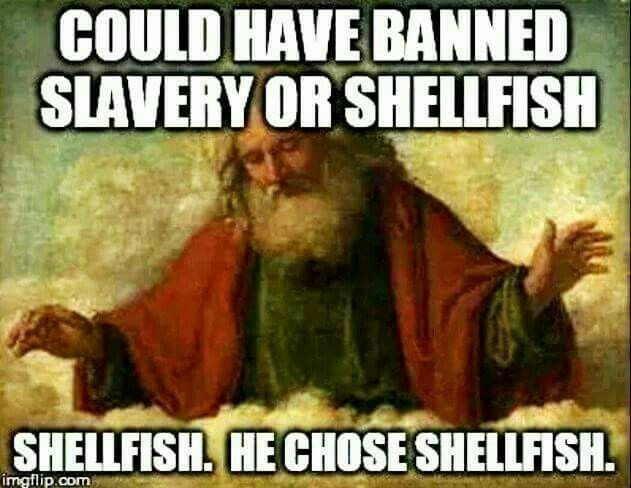 COULD HAVE BANNED
SLAVERY OR SHELLFISH
SHELLFISH. HE CHOSE SHELLFISH.
imgflip.com